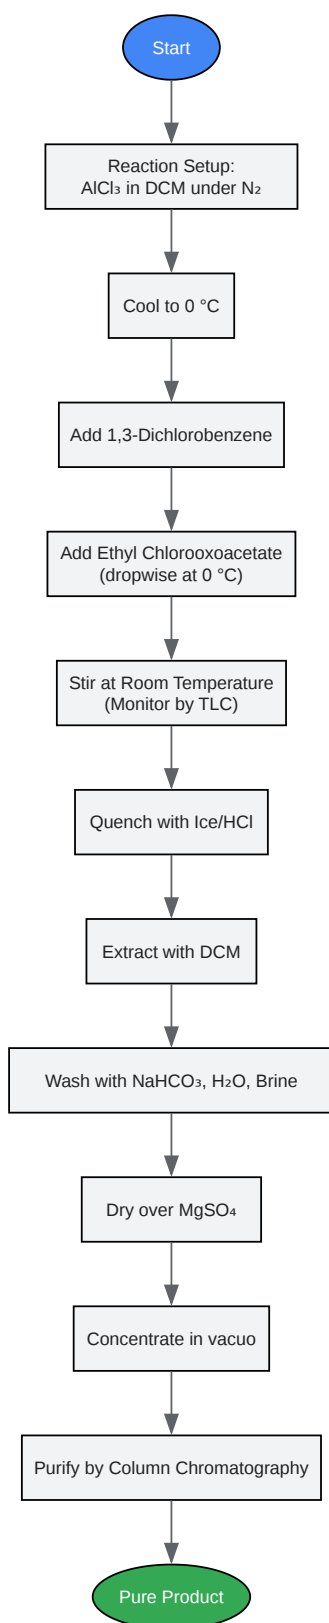 Start
Reaction Setup:
AlCl₃ in DCM under N₂
Cool to 0 °C
Add 1,3-Dichlorobenzene
Add Ethyl Chlorooxoacetate
(dropwise at 0 °C)
Stir at Room Temperature
(Monitor by TLC)
Quench with Ice/HCl
Extract with DCM
Wash with NaHCO₃, H₂O, Brine
Dry over MgSO₄
Concentrate in vacuo
Purify by Column Chromatography
Pure Product